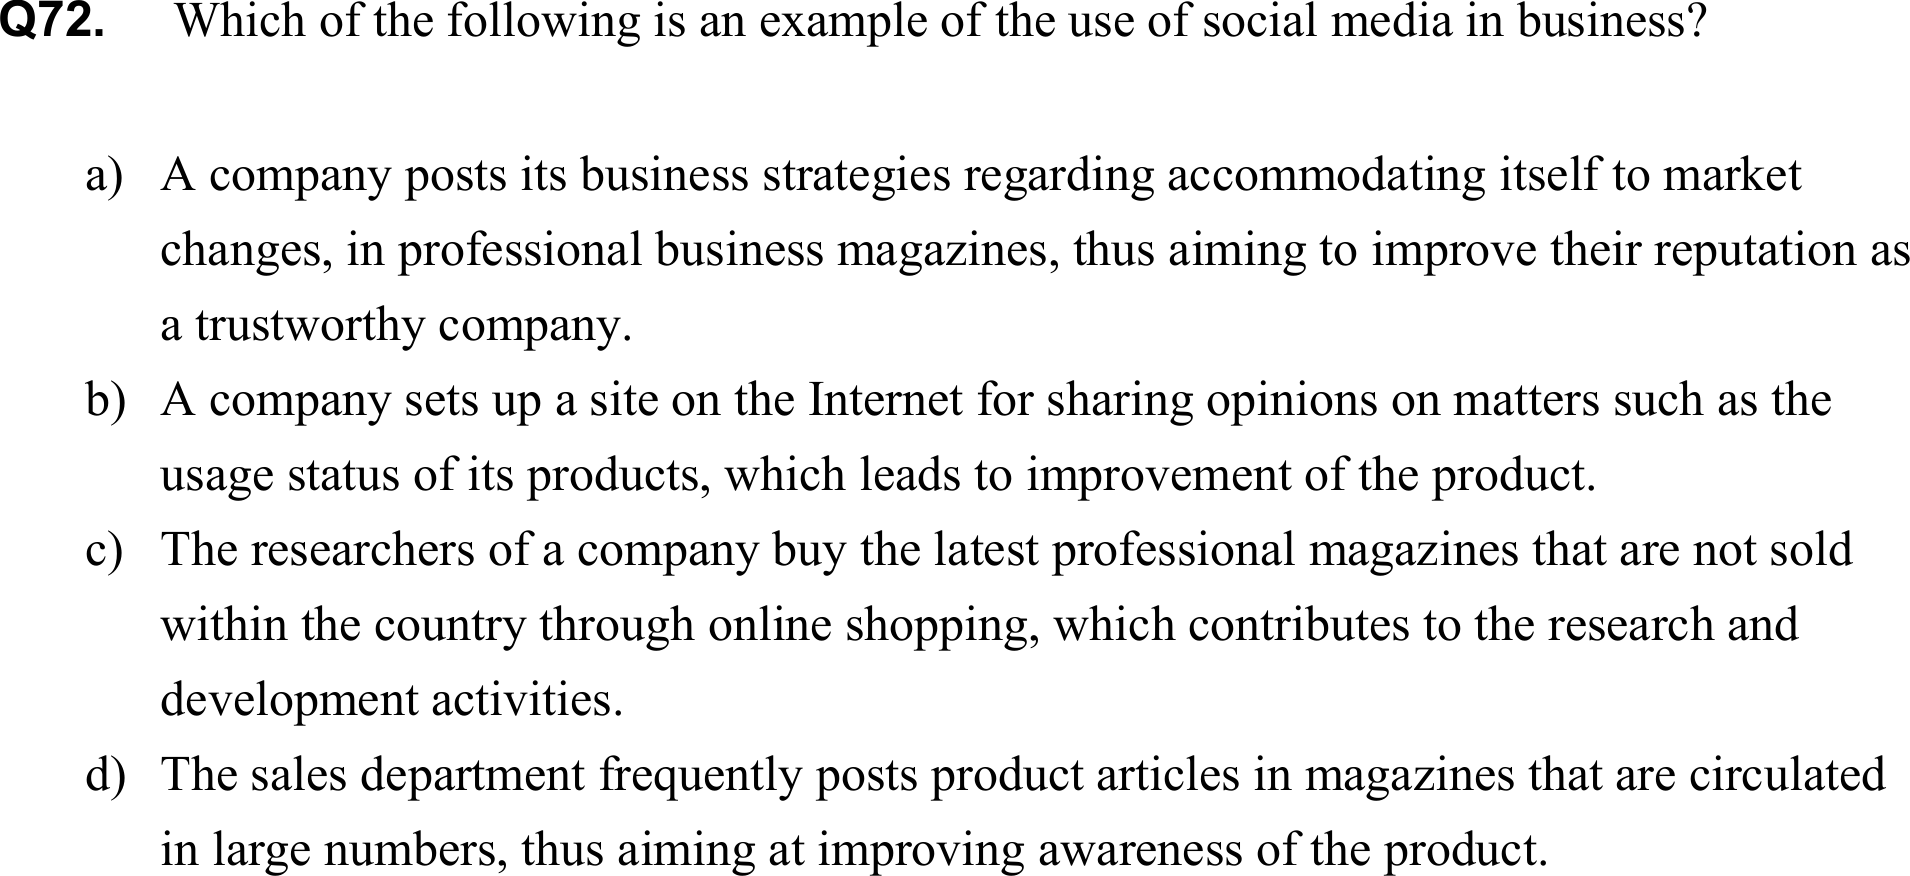 Q72. Which of the following is an example of the use of social media in business?
a) A company posts its business strategies regarding accommodating itself to market
changes, in professional business magazines, thus aiming to improve their reputation as
a trustworthy company.
b) A company sets up a site on the Internet for sharing opinions on matters such as the
usage status of its products, which leads to improvement of the product.
c) The researchers of a company buy the latest professional magazines that are not sold
within the country through online shopping, which contributes to the research and
development activities.
d) The sales department frequently posts product articles in magazines that are circulated
in large numbers, thus aiming at improving awareness of the product.